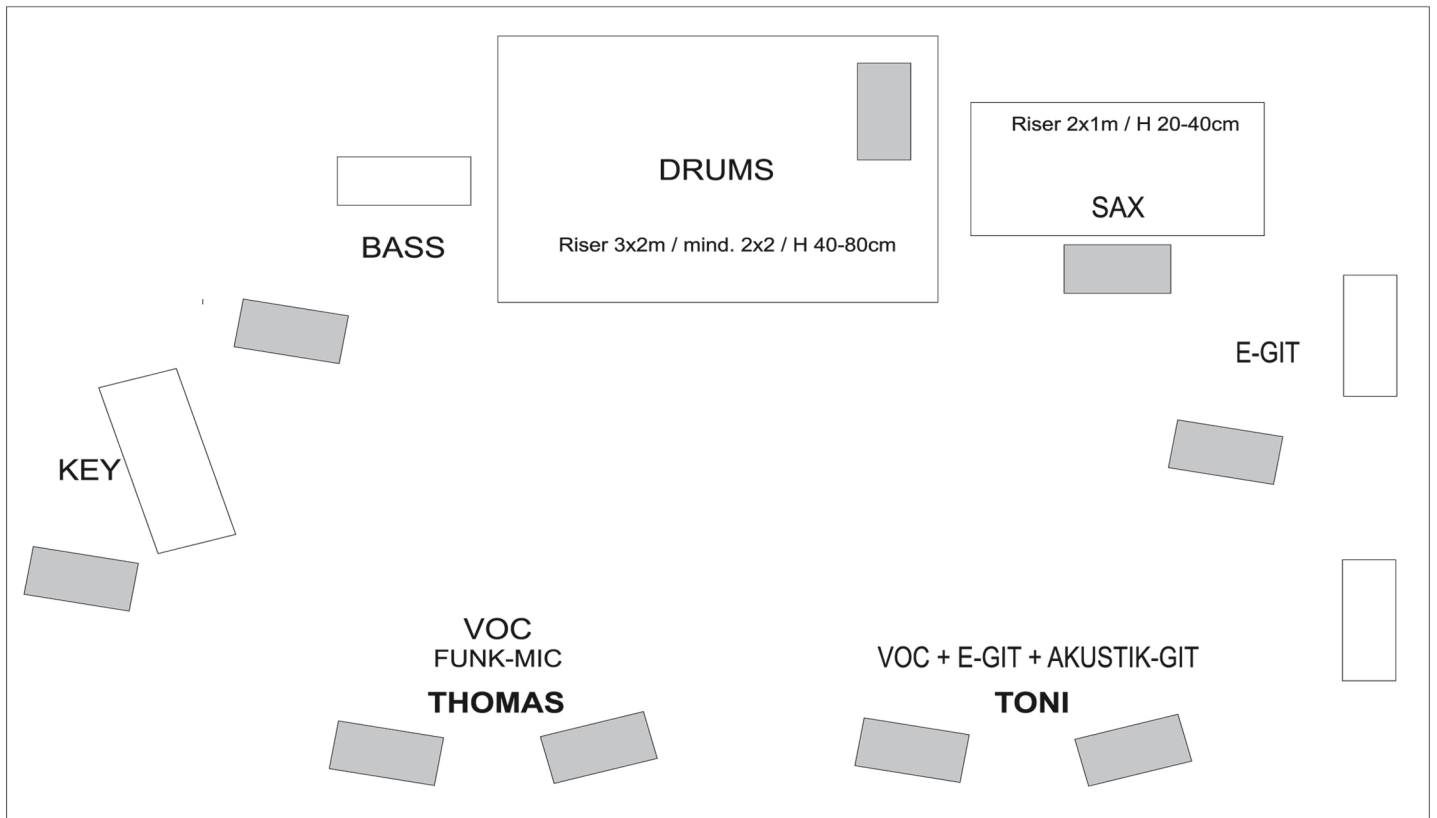 Riser 2x1m / H 20-40cm
DRUMS
SAX
Riser 3x2m / mind. 2x2 / H 40-80cm
BASS
E-GIT
KEY
VOC
FUNK-MIC
THOMAS
VOC + E-GIT + AKUSTIK-GIT
TONI